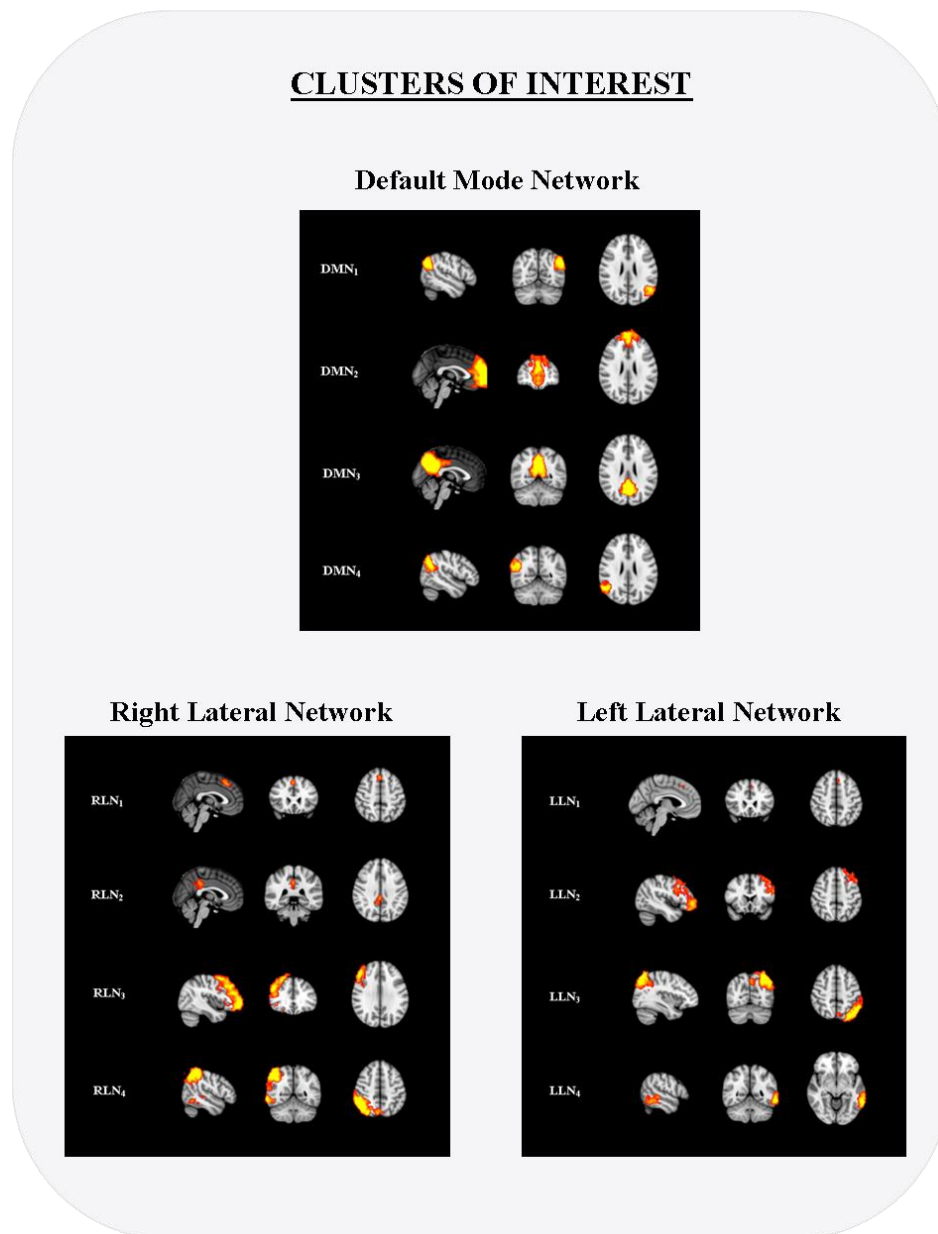 CLUSTERS OF INTEREST
Default Mode Network
DMN₁
DMN₂
DMN₃
DMN₄
Right Lateral Network
RLN₁
RLN₂
RLN₃
RLN₄
Left Lateral Network
LLN₁
LLN₂
LLN₃
LLN₄